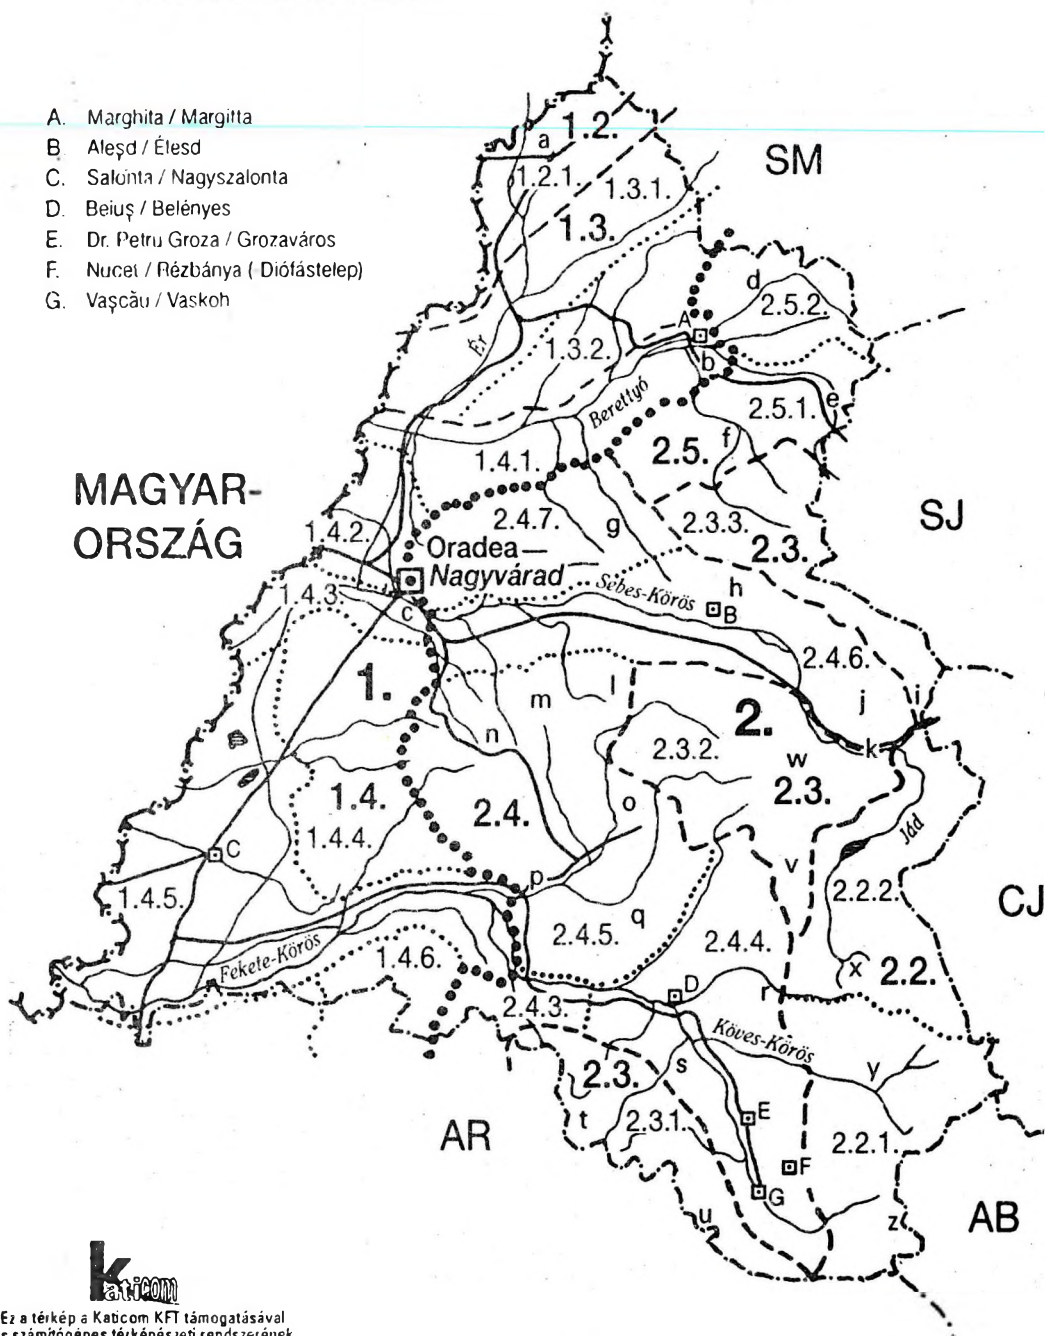 A. Marghita / Margitta
B. Aleşd / Élesd
C. Salonta / Nagyszalonta
D. Beiuş / Belényes
E. Dr. Petru Groza / Grozaváros
F. Nucet / Rézbánya ( Diófástelep)
G. Vaşcău / Vaskoh
1.2.
a
SM
1.2.1.
1.3.1.
1.3.
d
2.5.2.
A
Ér
1.3.2.
b
Berettyó
2.5.1.
e
f
2.5.
1.4.1.
MAGYAR-
ORSZÁG
2.4.7.
g
2.3.3.
SJ
1.4.2.
Oradea—
2.3.
Nagyvárad
Sebes-Körös
h
1.4.3.
c
B
2.4.6.
1.
l
m
j
i
2.
n
k
2.3.2.
w
2.3.
1.4.
o
2.4.
Jád
1.4.4.
C
v
p
2.2.2.
1.4.5.
CJ
q
2.4.5.
2.4.4.
Fekete-Körös
1.4.6.
x
2.2.
D
r
2.4.3.
Köves-Körös
s
2.3.
y
E
t
2.3.1.
AR
2.2.1.
F
G
u
z
AB
katicom
Ez a térkép a Katicom KFT támogatásával
a számítógépes térképészeti rendszerének